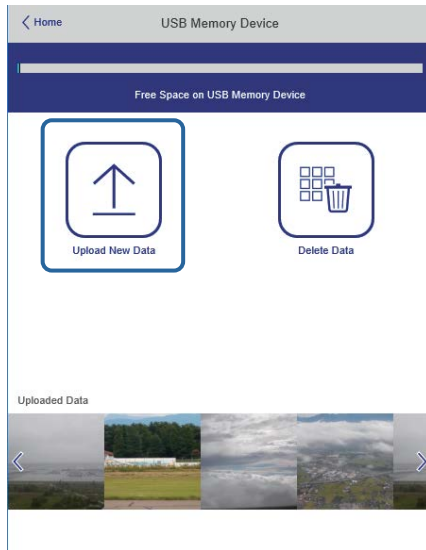 Home
USB Memory Device
Free Space on USB Memory Device
Upload New Data
Delete Data
Uploaded Data